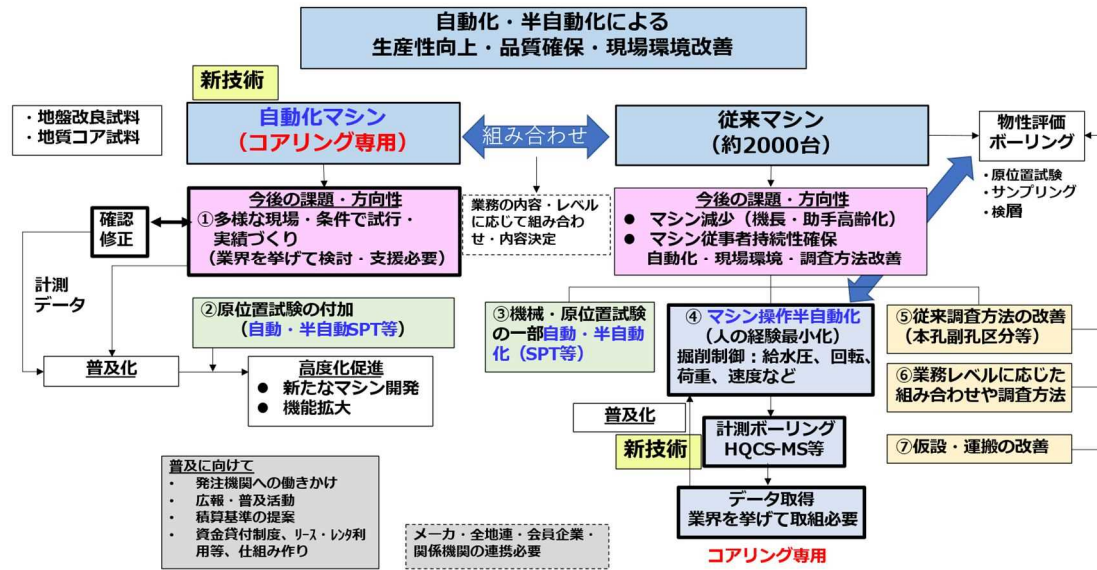 自動化・半自動化による
生産性向上・品質確保・現場環境改善
新技術
・地盤改良試料
・地質コア試料
自動化マシン
（コアリング専用）
組み合わせ
従来マシン
（約2000台）
物性評価
ボーリング
・原位置試験
・サンプリング
・検層
今後の課題・方向性
①多様な現場・条件で試行・
実績づくり
（業界を挙げて検討・支援必要）
確認
修正
業務の内容・レベル
に応じて組み合わ
せ・内容決定
今後の課題・方向性
● マシン減少（機長・助手高齢化）
● マシン従事者持続性確保
自動化・現場環境・調査方法改善
計測
データ
②原位置試験の付加
（自動・半自動SPT等）
普及化
高度化促進
● 新たなマシン開発
● 機能拡大
③機械・原位置試験
の一部自動・半自動
化（SPT等）
④ マシン操作半自動化
（人の経験最小化）
掘削制御：給水圧、回転、
荷重、速度など
⑤従来調査方法の改善
（本孔副孔区分等）
⑥業務レベルに応じた
組み合わせや調査方法
⑦仮設・運搬の改善
普及化
新技術
計測ボーリング
HQCS-MS等
データ取得
業界を挙げて取組必要
コアリング専用
普及に向けて
• 発注機関への働きかけ
• 広報・普及活動
• 積算基準の提案
• 資金貸付制度、ﾘｰｽ・ﾚﾝﾀﾙ利
用等、仕組み作り
メーカ・全地連・会員企業・
関係機関の連携必要